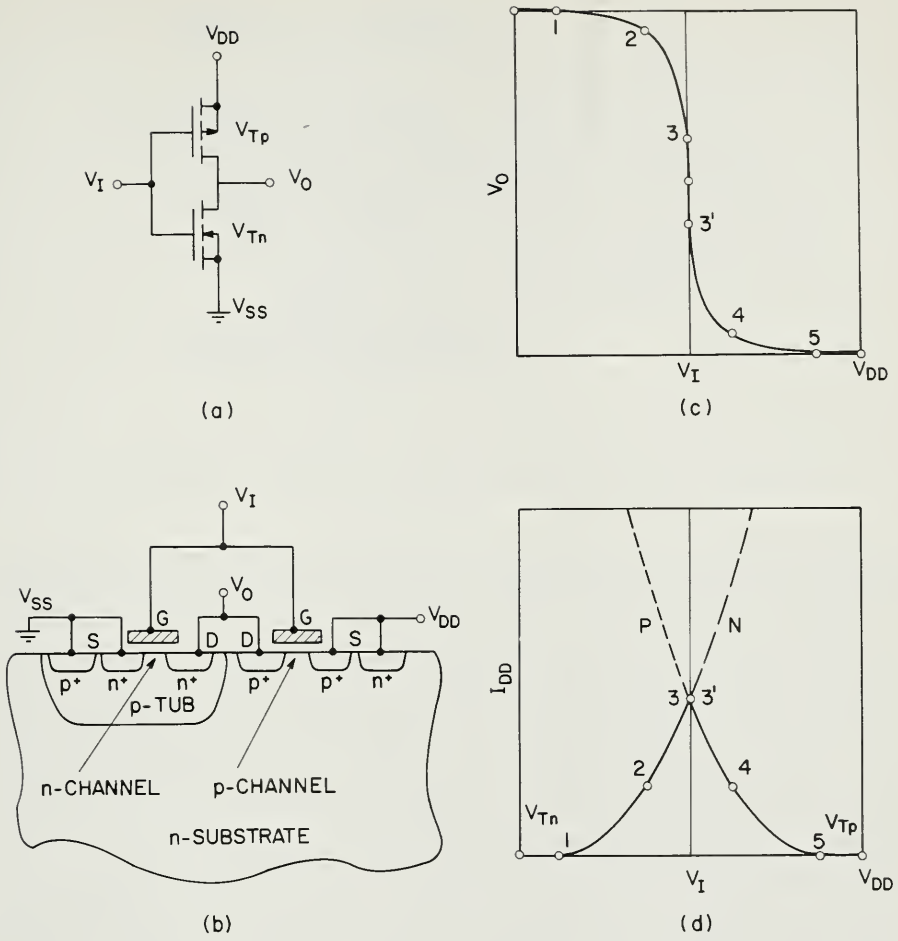 V_DD
V_Tp
V_I V_O
V_Tn
V_SS
(a)
1
2
3
V_O
3'
4
5
V_I V_DD
(c)
V_I
V_O
V_SS G G V_DD
S D D S
p+ n+ n+ p+ p+ n+
p-TUB
n-CHANNEL p-CHANNEL
n-SUBSTRATE
(b)
P N
I_DD
3 3'
2 4
V_Tn V_Tp
1 5
V_I V_DD
(d)